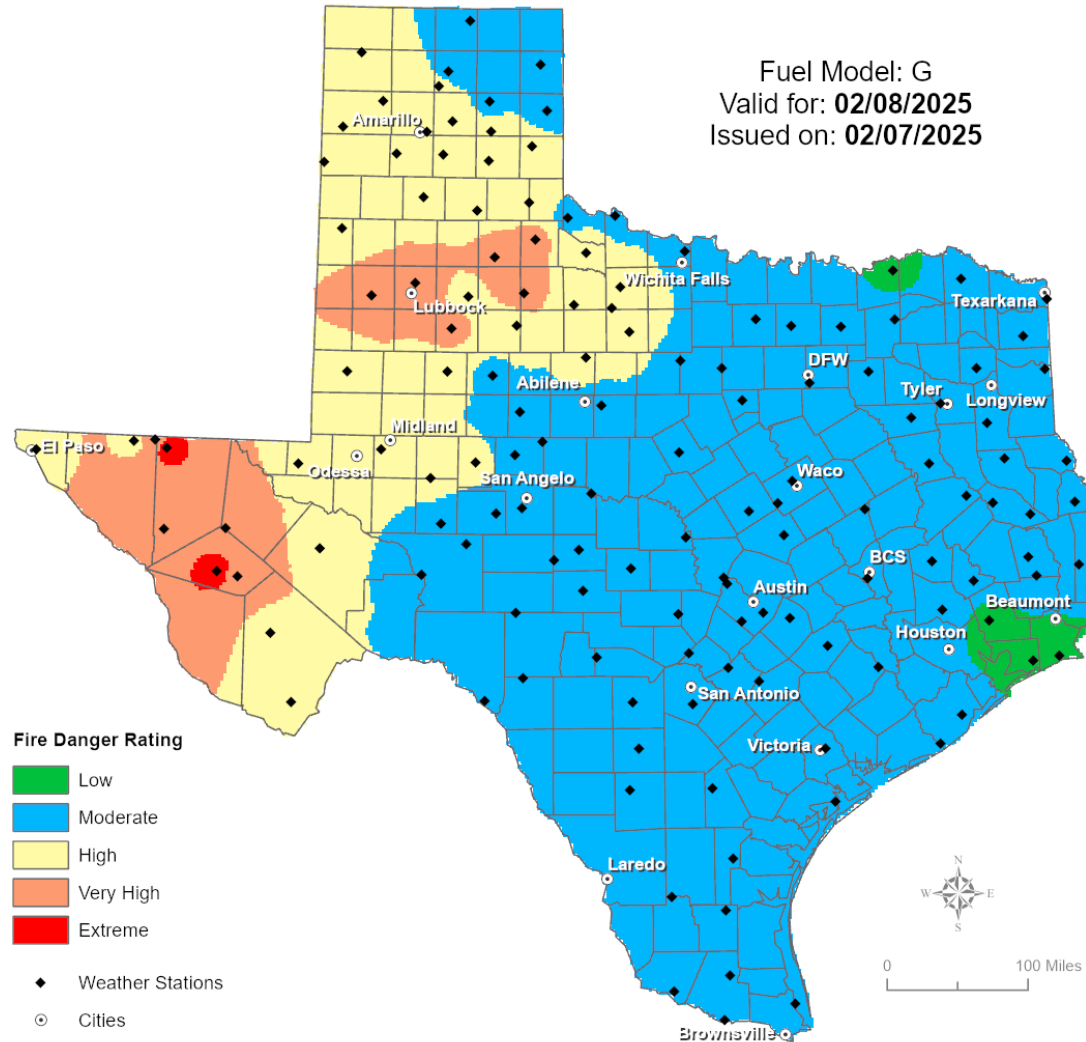 Fuel Model: G
Valid for: 02/08/2025
Issued on: 02/07/2025
Amarillo
Wichita Falls
Lubbock
Texarkana
DFW
Abilene
Tyler
Longview
Midland
El Paso
Odessa
San Angelo
Waco
BCS
Austin
Beaumont
Houston
San Antonio
Victoria
Laredo
Brownsville
Fire Danger Rating
Low
Moderate
High
Very High
Extreme
Weather Stations
Cities
N
W E
S
0 100 Miles